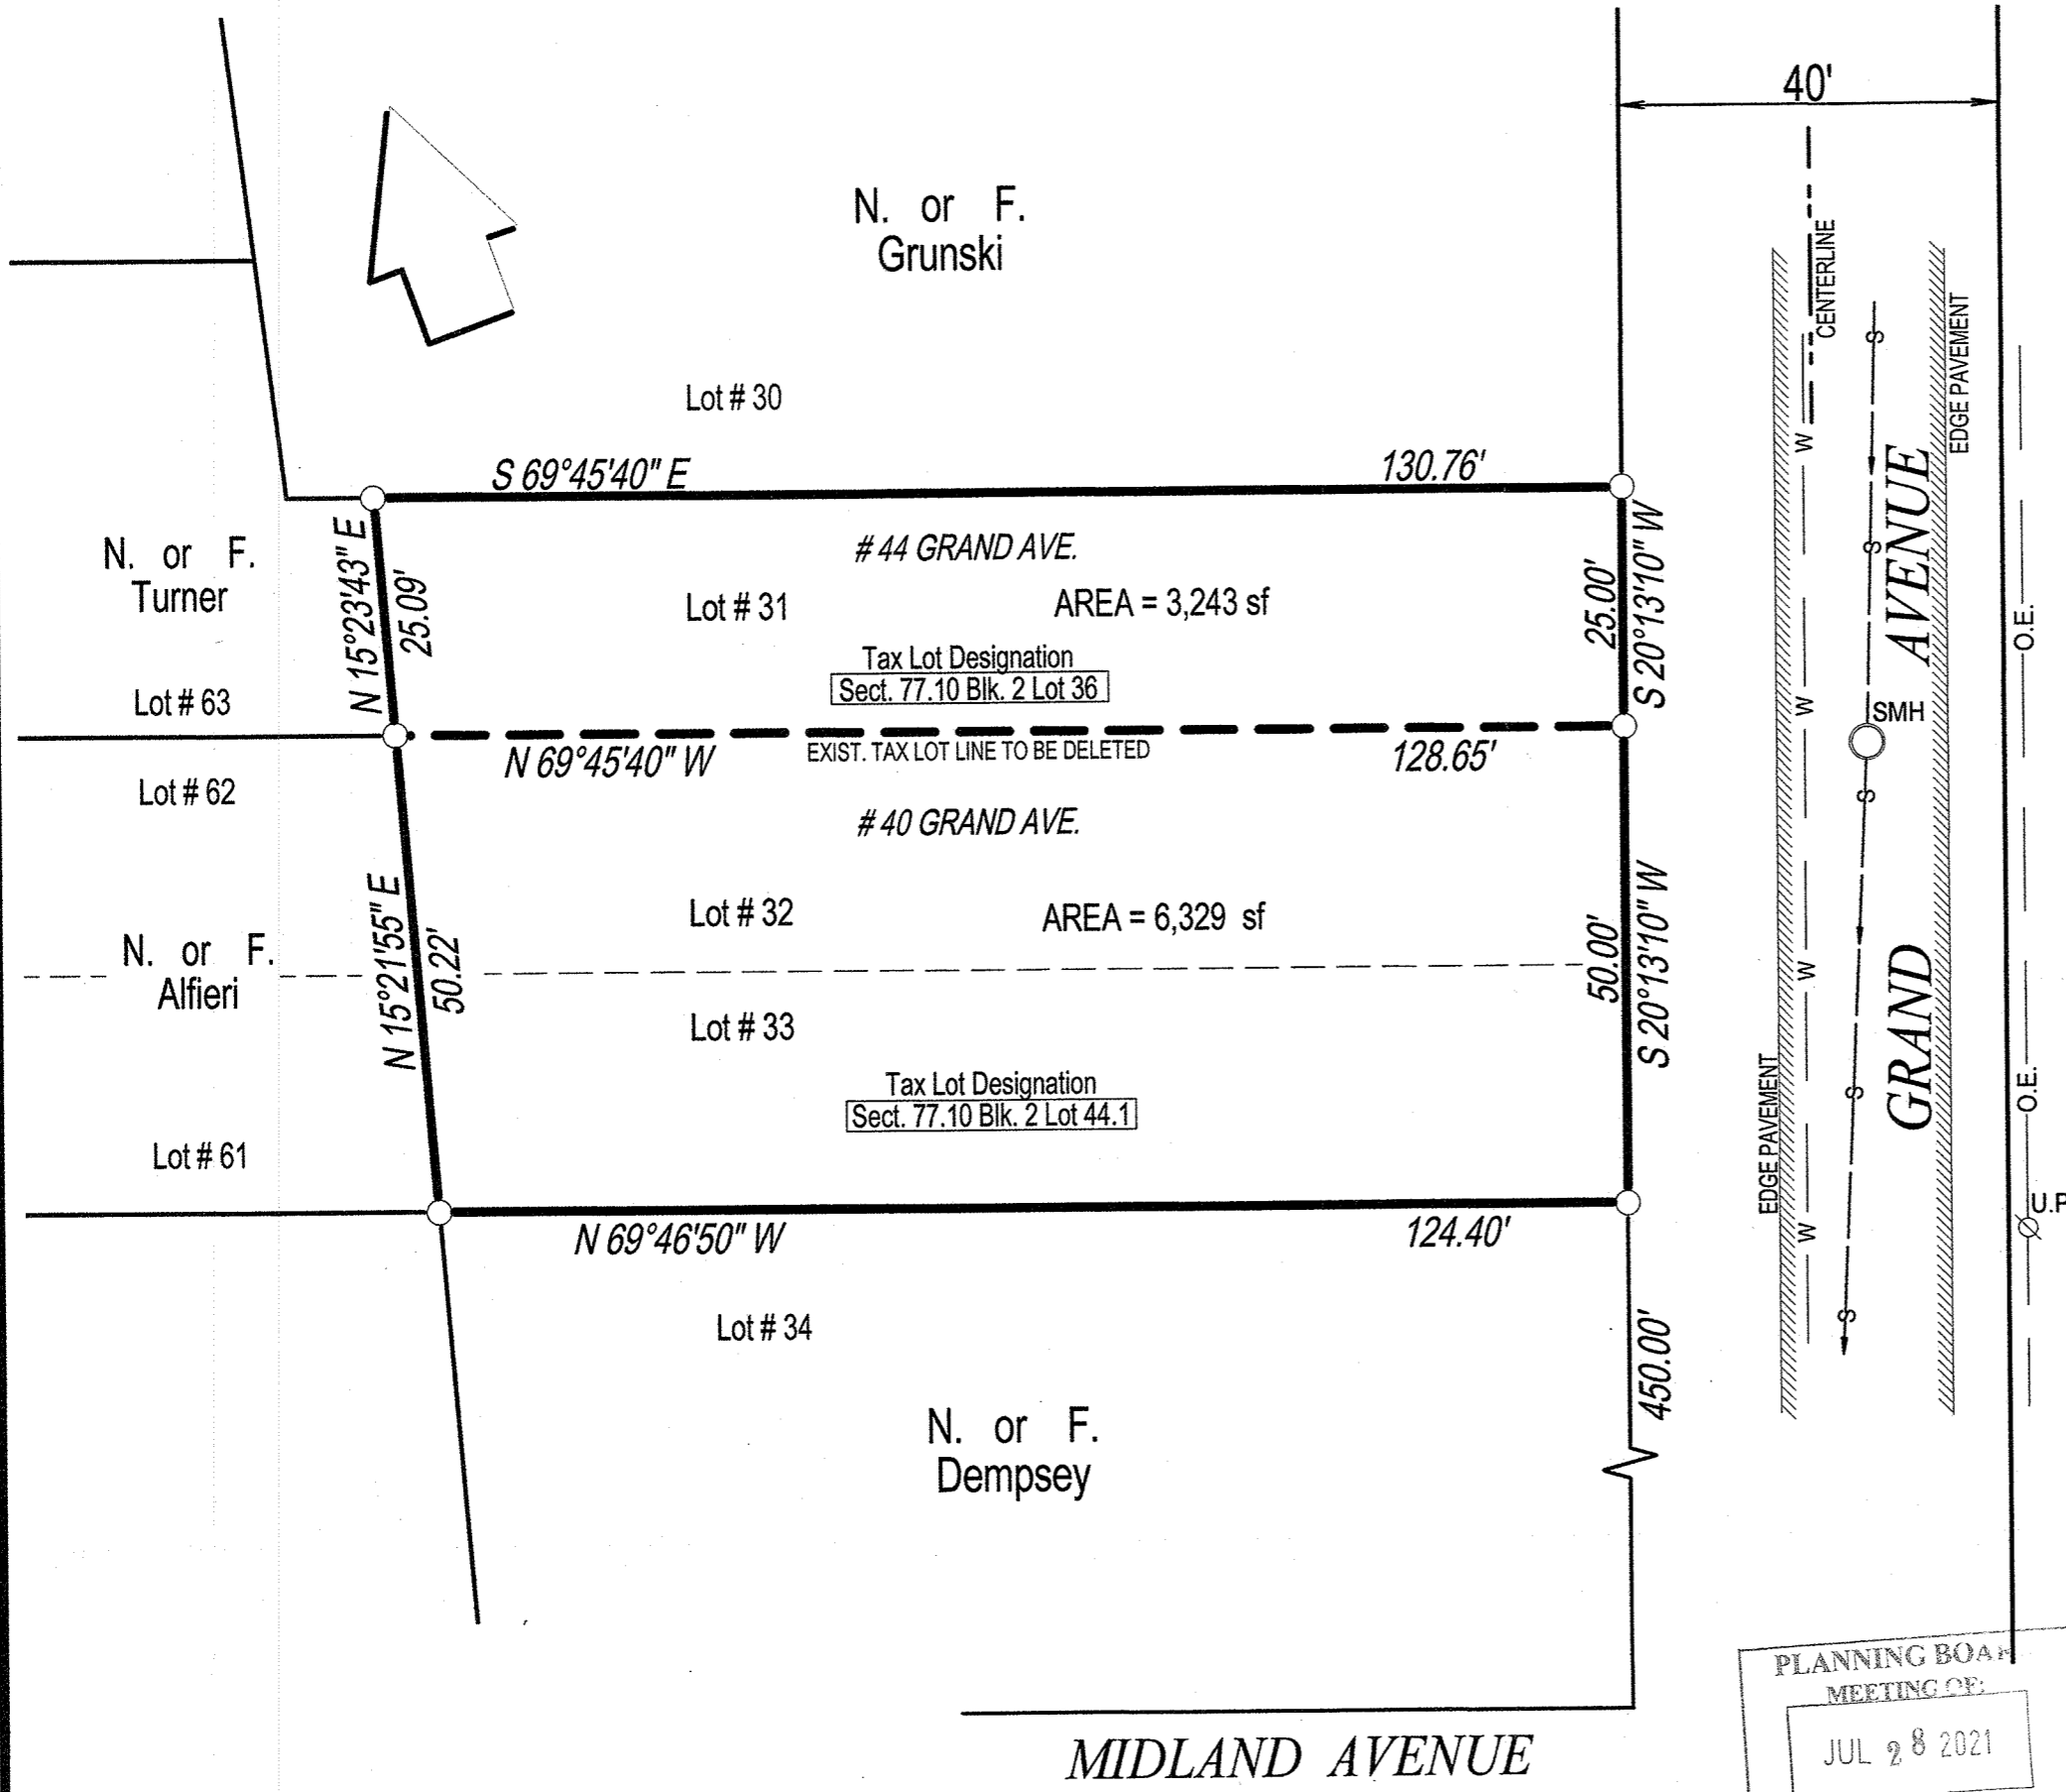 40'
N. or F.
Grunski
CENTERLINE
EDGE PAVEMENT
Lot # 30
S 69°45'40" E
130.76'
N. or F.
Turner
Lot # 63
N 15°23'43" E
25.09'
# 44 GRAND AVE.
Lot # 31
AREA = 3,243 sf
Tax Lot Designation
Sect. 77.10 Blk. 2 Lot 36
25.00'
S 20°13'10" W
N 69°45'40" W
EXIST. TAX LOT LINE TO BE DELETED
128.65'
Lot # 62
N. or F.
Alfieri
Lot # 61
N 15°21'55" E
50.22'
# 40 GRAND AVE.
Lot # 32
AREA = 6,329 sf
Lot # 33
Tax Lot Designation
Sect. 77.10 Blk. 2 Lot 44.1
50.00'
S 20°13'10" W
N 69°46'50" W
124.40'
Lot # 34
N. or F.
Dempsey
450.00'
EDGE PAVEMENT
W
W
W
W
S
S
S
S
S
SMH
GRAND AVENUE
O.E.
O.E.
U.P
MIDLAND AVENUE
PLANNING BOAR
MEETING OF:
JUL 28 2021